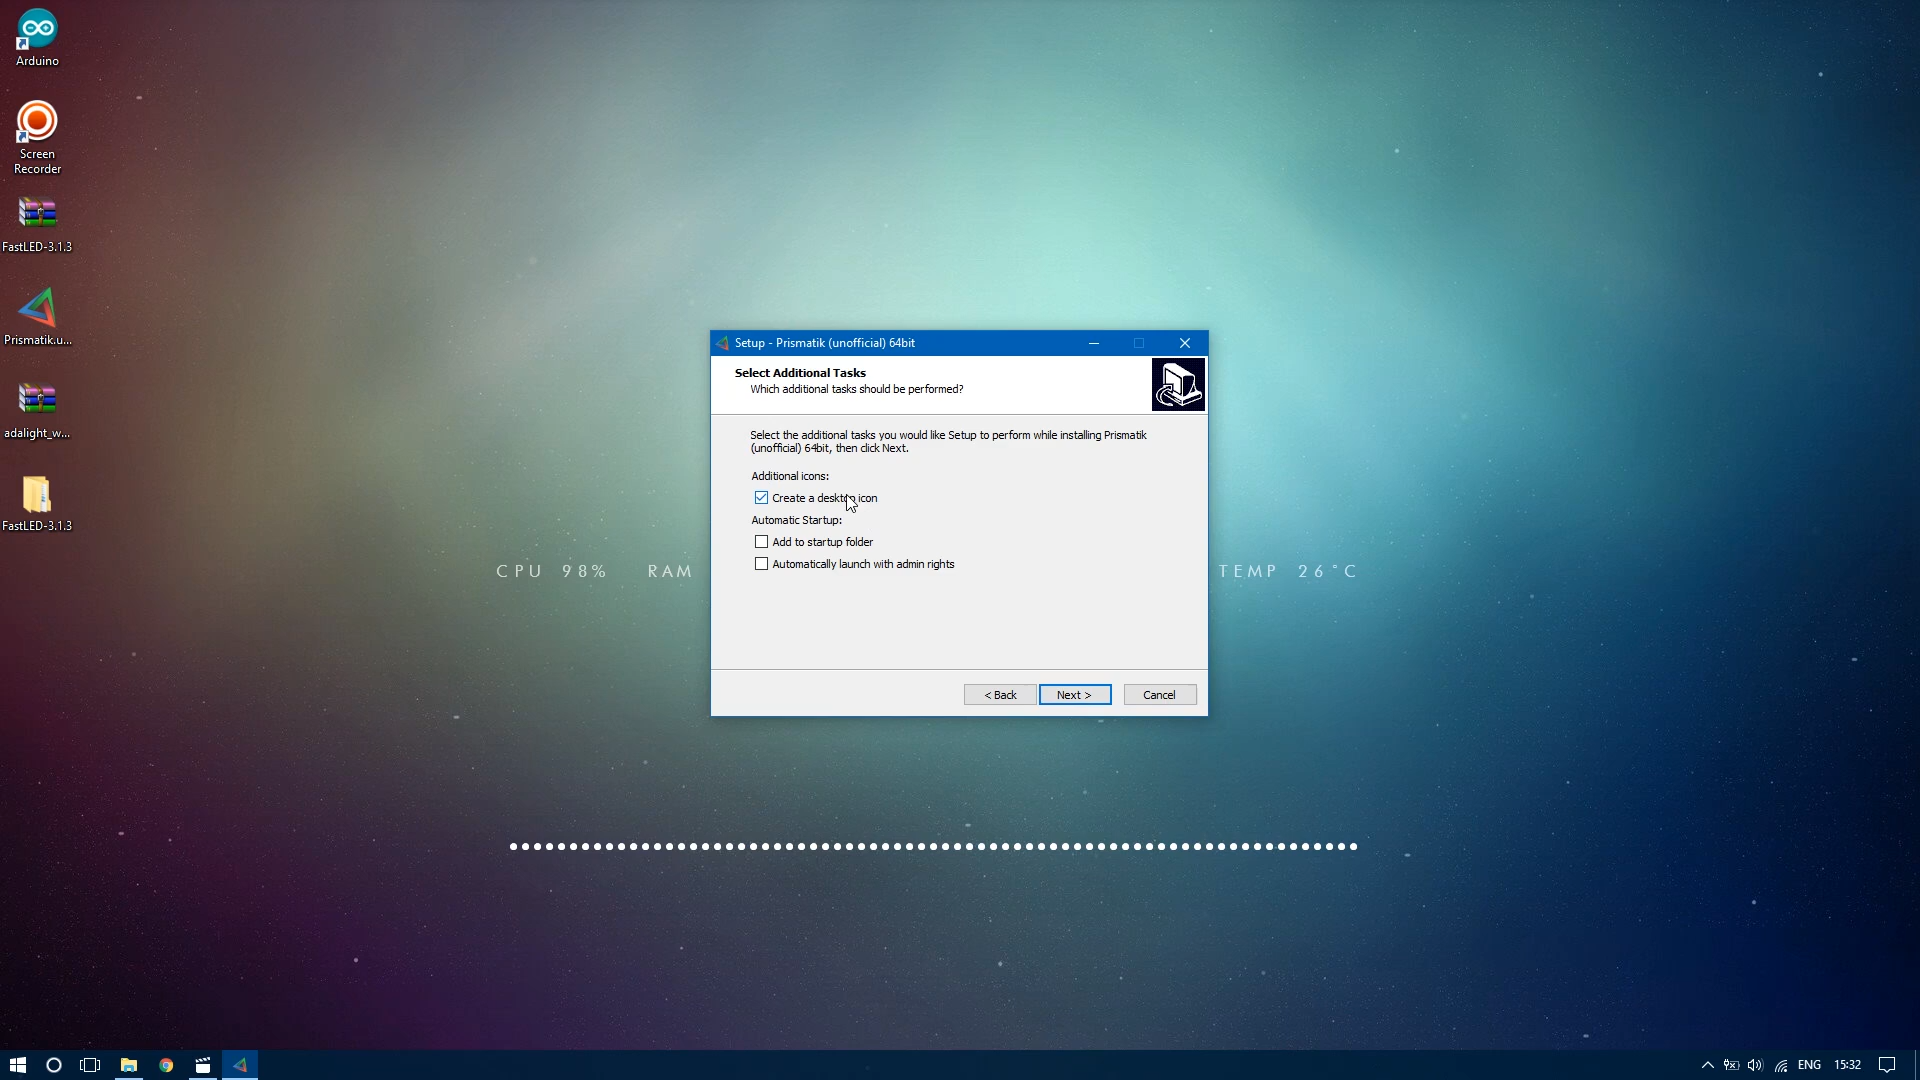 Arduino
Screen
Recorder
FastLED-3.1.3
Prismatik.u...
adalight_w...
FastLED-3.1.3
Setup - Prismatik (unofficial) 64bit
Select Additional Tasks
Which additional tasks should be performed?
Select the additional tasks you would like Setup to perform while installing Prismatik
(unofficial) 64bit, then click Next.
Additional icons:
Create a desktop icon
Automatic Startup:
Add to startup folder
Automatically launch with admin rights
CPU 98% RAM
TEMP 26°C
< Back
Next >
Cancel
ENG
15:32